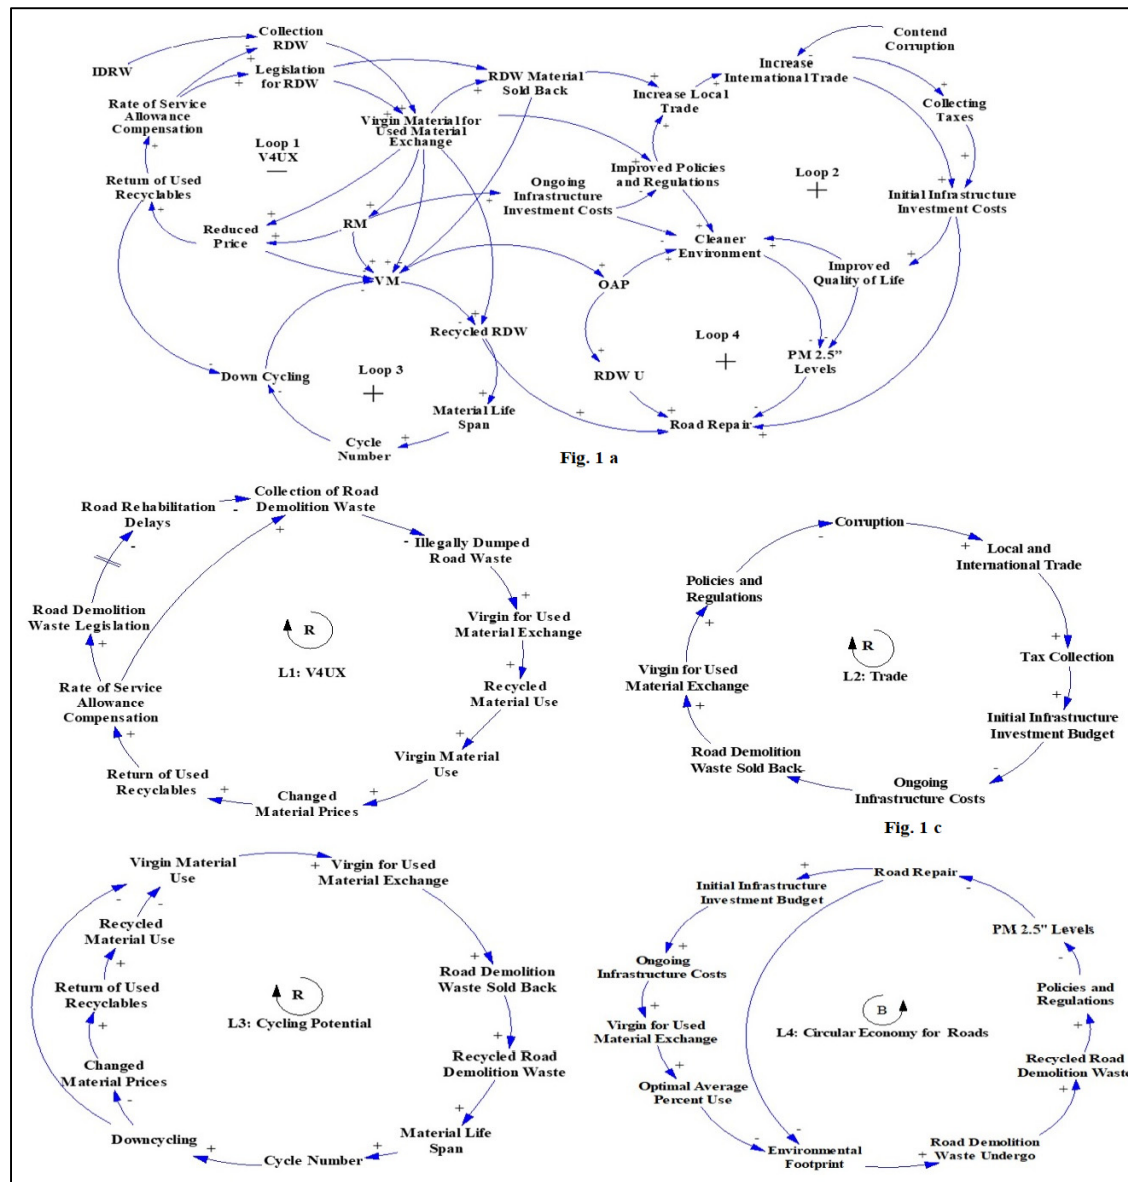 Collection
RDW
IDRW
Legislation
for RDW
Rate of Service
Allowance
Compensation
Loop 1
V4UX
Return of Used
Recyclables
Reduced
Price
RM
VM
Virgin Material for
Used Material
Exchange
RDW Material
Sold Back
Ongoing
Infrastructure
Investment Costs
Improved Policies
and Regulations
Increase Local
Trade
Increase
International Trade
Contend
Corruption
Collecting
Taxes
Loop 2
Initial Infrastructure
Investment Costs
Cleaner
Environment
Improved
Quality of Life
OAP
Recycled RDW
Loop 4
RDW U
PM 2.5”
Levels
Road Repair
Down Cycling
Loop 3
Material Life
Span
Cycle
Number
Fig. 1 a
Collection of Road
Demolition Waste
Road Rehabilitation
Delays
Illegally Dumped
Road Waste
Road Demolition
Waste Legislation
Virgin for Used
Material Exchange
R
L1: V4UX
Rate of Service
Allowance
Compensation
Recycled
Material Use
Return of Used
Recyclables
Virgin Material
Use
Changed
Material Prices
Corruption
Local and
International Trade
Policies and
Regulations
R
L2: Trade
Virgin for Used
Material Exchange
Tax Collection
Initial Infrastructure
Investment Budget
Road Demolition
Waste Sold Back
Ongoing
Infrastructure Costs
Fig. 1 c
Virgin Material
Use
Virgin for Used
Material Exchange
Recycled
Material Use
Road Demolition
Waste Sold Back
Return of Used
Recyclables
R
L3: Cycling Potential
Recycled Road
Demolition Waste
Changed
Material Prices
Downcycling
Cycle Number
Material Life
Span
Road Repair
Initial Infrastructure
Investment Budget
PM 2.5" Levels
Ongoing
Infrastructure Costs
Policies and
Regulations
B
L4: Circular Economy for Roads
Virgin for Used
Material Exchange
Recycled Road
Demolition Waste
Optimal Average
Percent Use
Environmental
Footprint
Road Demolition
Waste Undergo